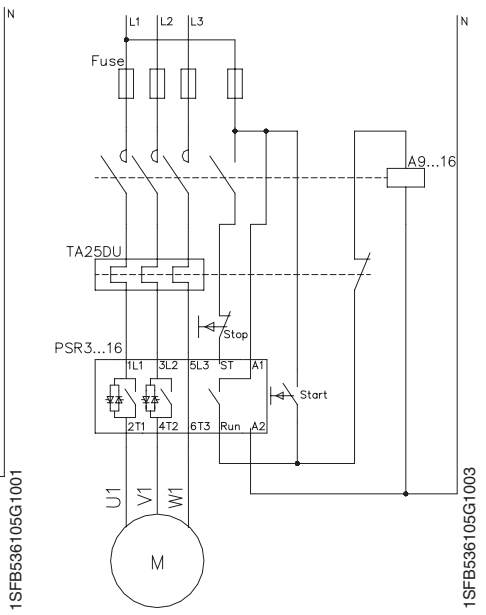 N
L1 L2 L3
N
Fuse
A9...16
TA25DU
Stop
PSR3...16
1L1 3L2 5L3 ST A1
Start
2T1 4T2 6T3 Run A2
U1
V1
W1
M
1SFB536105G1001
1SFB536105G1003